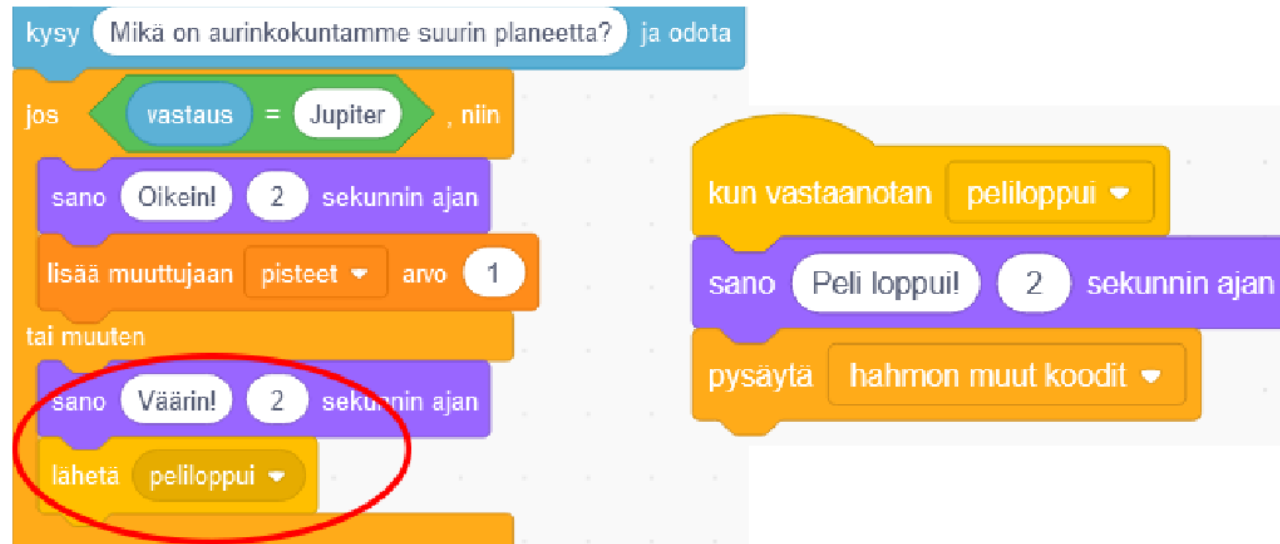 kysy Mikä on aurinkokuntamme suurin planeetta? ja odota
jos vastaus = Jupiter , niin
sano Oikein! 2 sekunnin ajan
lisää muuttujaan pisteet arvo 1
tai muuten
sano Väärin! 2 sekunnin ajan
lähetä peliloppui
kun vastaanotan peliloppui
sano Peli loppui! 2 sekunnin ajan
pysäytä hahmon muut koodit